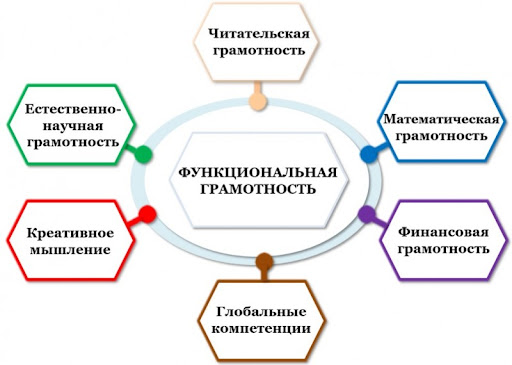 Читательская
грамотность
Естественно-
научная
грамотность
Математическая
грамотность
ФУНКЦИОНАЛЬНАЯ
ГРАМОТНОСТЬ
Креативное
мышление
Финансовая
грамотность
Глобальные
компетенции